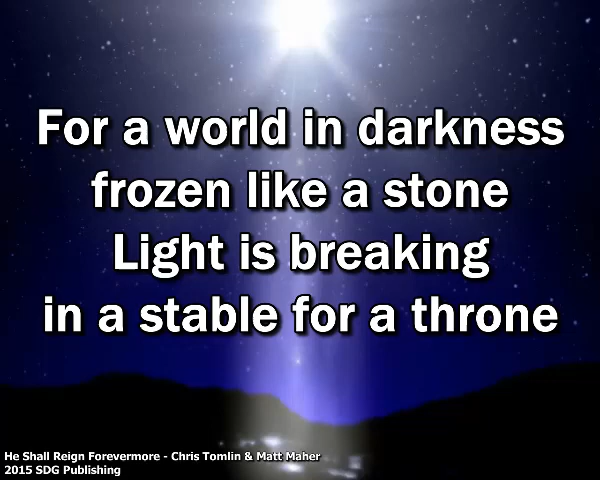 For a world in darkness
frozen like a stone
Light is breaking
in a stable for a throne
He Shall Reign Forevermore - Chris Tomlin & Matt Maher
2015 SDG Publishing